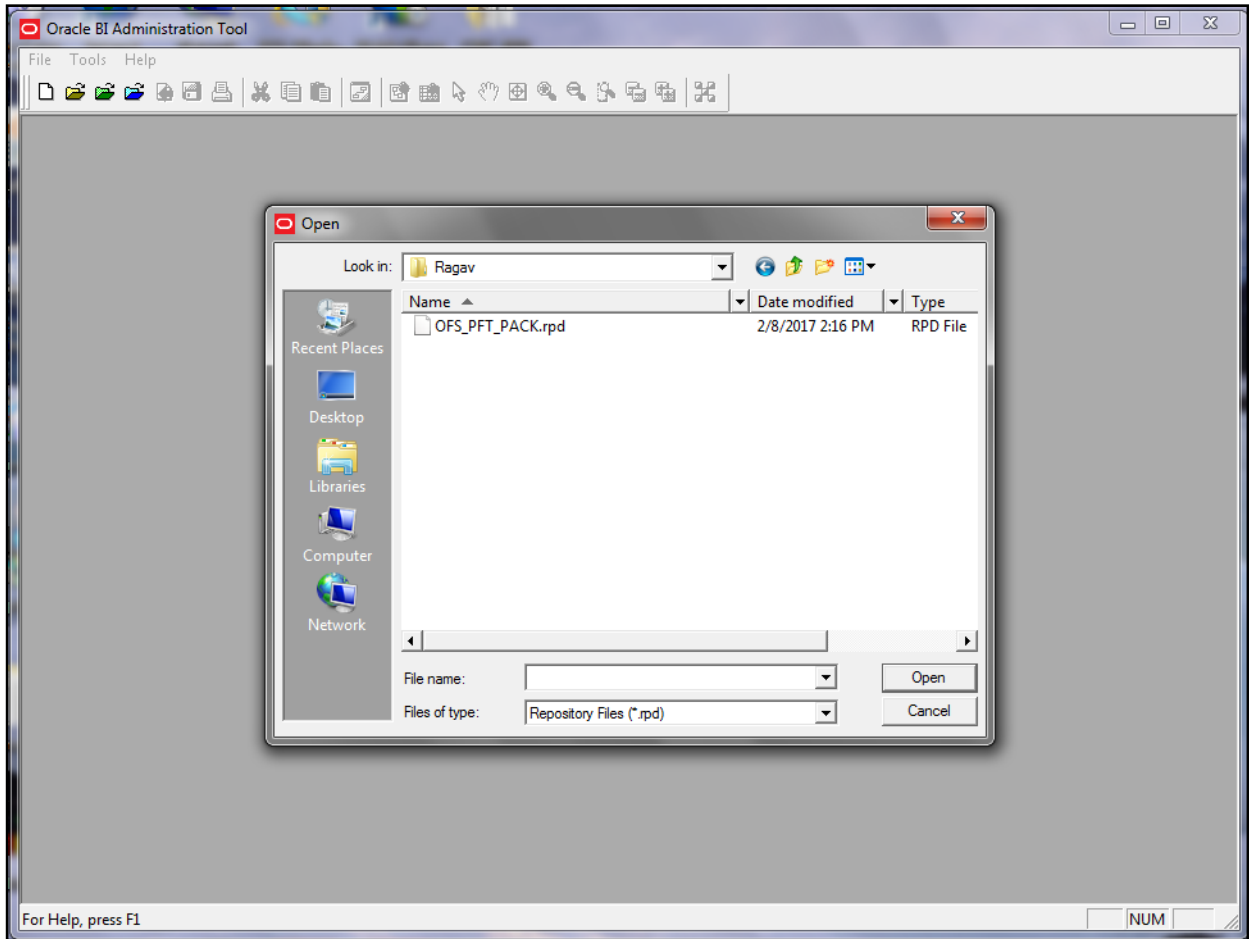 Oracle BI Administration Tool
File Tools Help
Open
Look in: Ragav
Name Date modified Type
OFS_PFT_PACK.rpd 2/8/2017 2:16 PM RPD File
Recent Places
Desktop
Libraries
Computer
Network
File name: Open
Files of type: Repository Files (*.rpd) Cancel
For Help, press F1 NUM